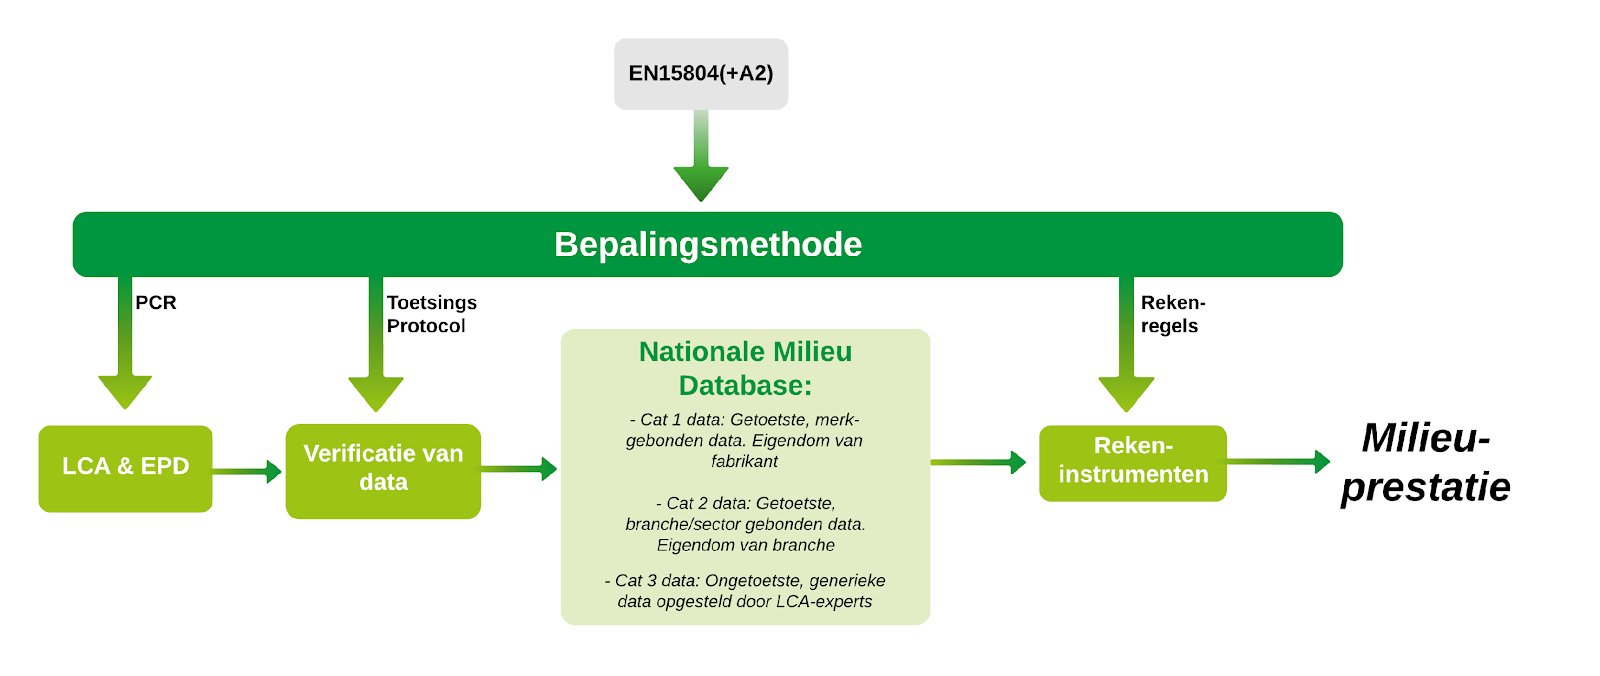 EN15804(+A2)
Bepalingsmethode
PCR
Toetsings
Protocol
Reken-
regels
LCA & EPD
Verificatie van
data
Nationale Milieu
Database:
- Cat 1 data: Getoetste, merk-
gebonden data. Eigendom van
fabrikant
- Cat 2 data: Getoetste,
branche/sector gebonden data.
Eigendom van branche
- Cat 3 data: Ongetoetste, generieke
data opgesteld door LCA-experts
Reken-
instrumenten
Milieu-
prestatie